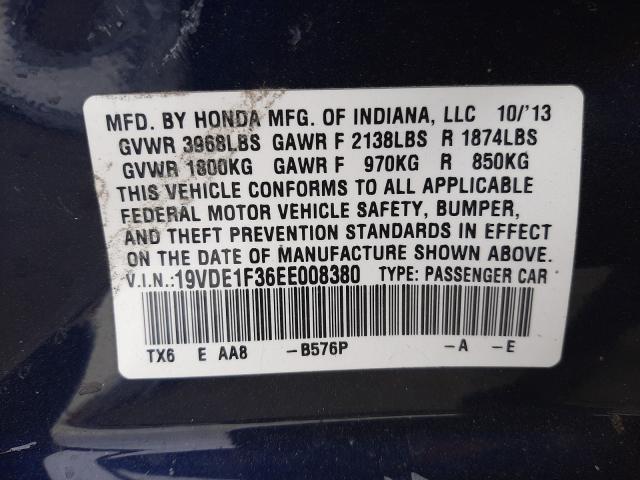 MFD. BY HONDA MFG. OF INDIANA, LLC 10/'13
GVWR 3968LBS GAWR F 2138LBS R 1874LBS
GVWR 1800KG GAWR F 970KG R 850KG
THIS VEHICLE CONFORMS TO ALL APPLICABLE
FEDERAL MOTOR VEHICLE SAFETY, BUMPER,
AND THEFT PREVENTION STANDARDS IN EFFECT
ON THE DATE OF MANUFACTURE SHOWN ABOVE.
V.I.N.:19VDE1F36EE008380 TYPE: PASSENGER CAR
TX6 E AA8 -B576P -A -E